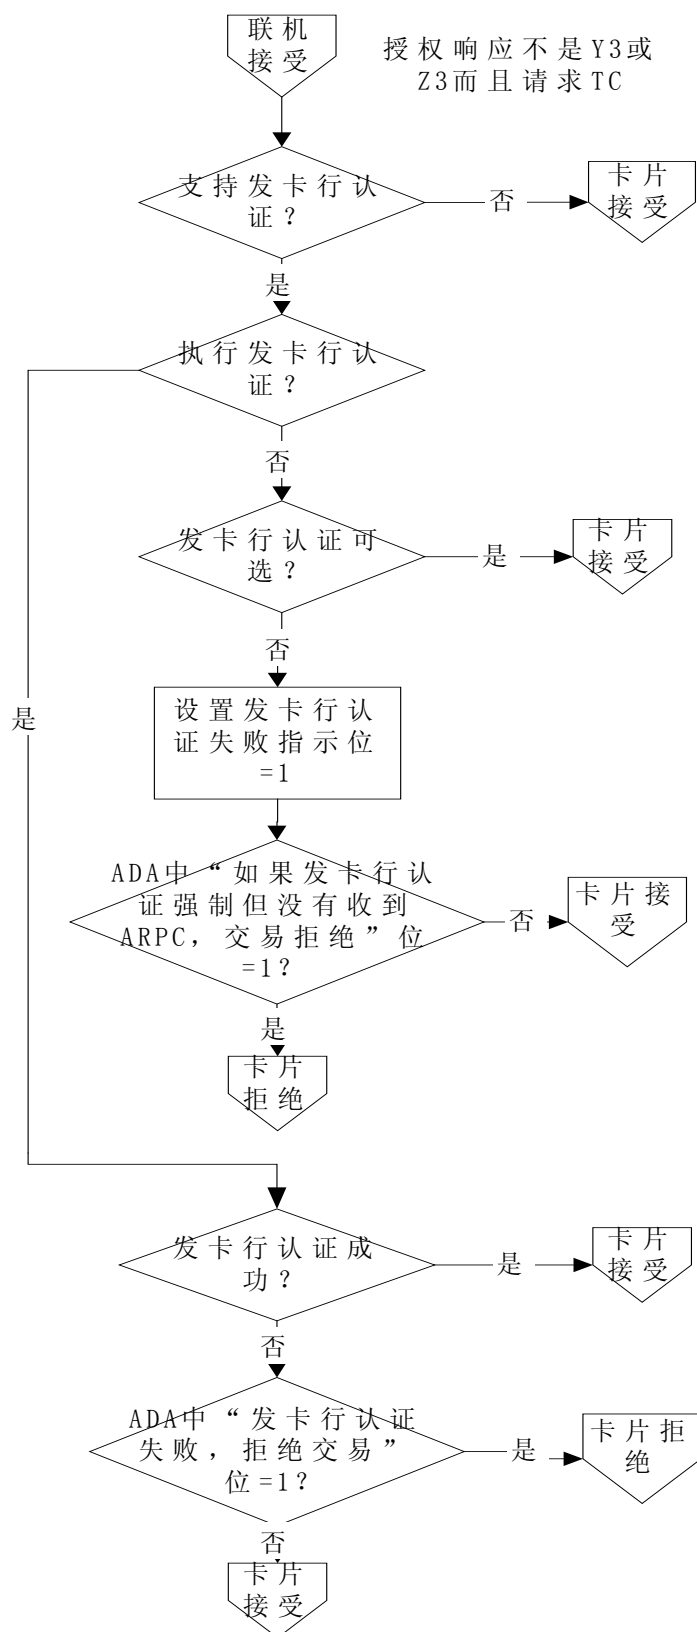 联机
接受
授权响应不是Y3或
Z3而且请求TC
支持发卡行认
证？
否
卡片
接受
是
执行发卡行认
证？
否
发卡行认证可
选？
是
卡片
接受
否
是
设置发卡行认
证失败指示位
=1
ADA中“如果发卡行认
证强制但没有收到
ARPC，交易拒绝”位
=1？
否
卡片接
受
是
卡片
拒绝
发卡行认证成
功？
是
卡片
接受
否
ADA中“发卡行认证
失败，拒绝交易”
位=1？
是
卡片拒
绝
否
卡片
接受